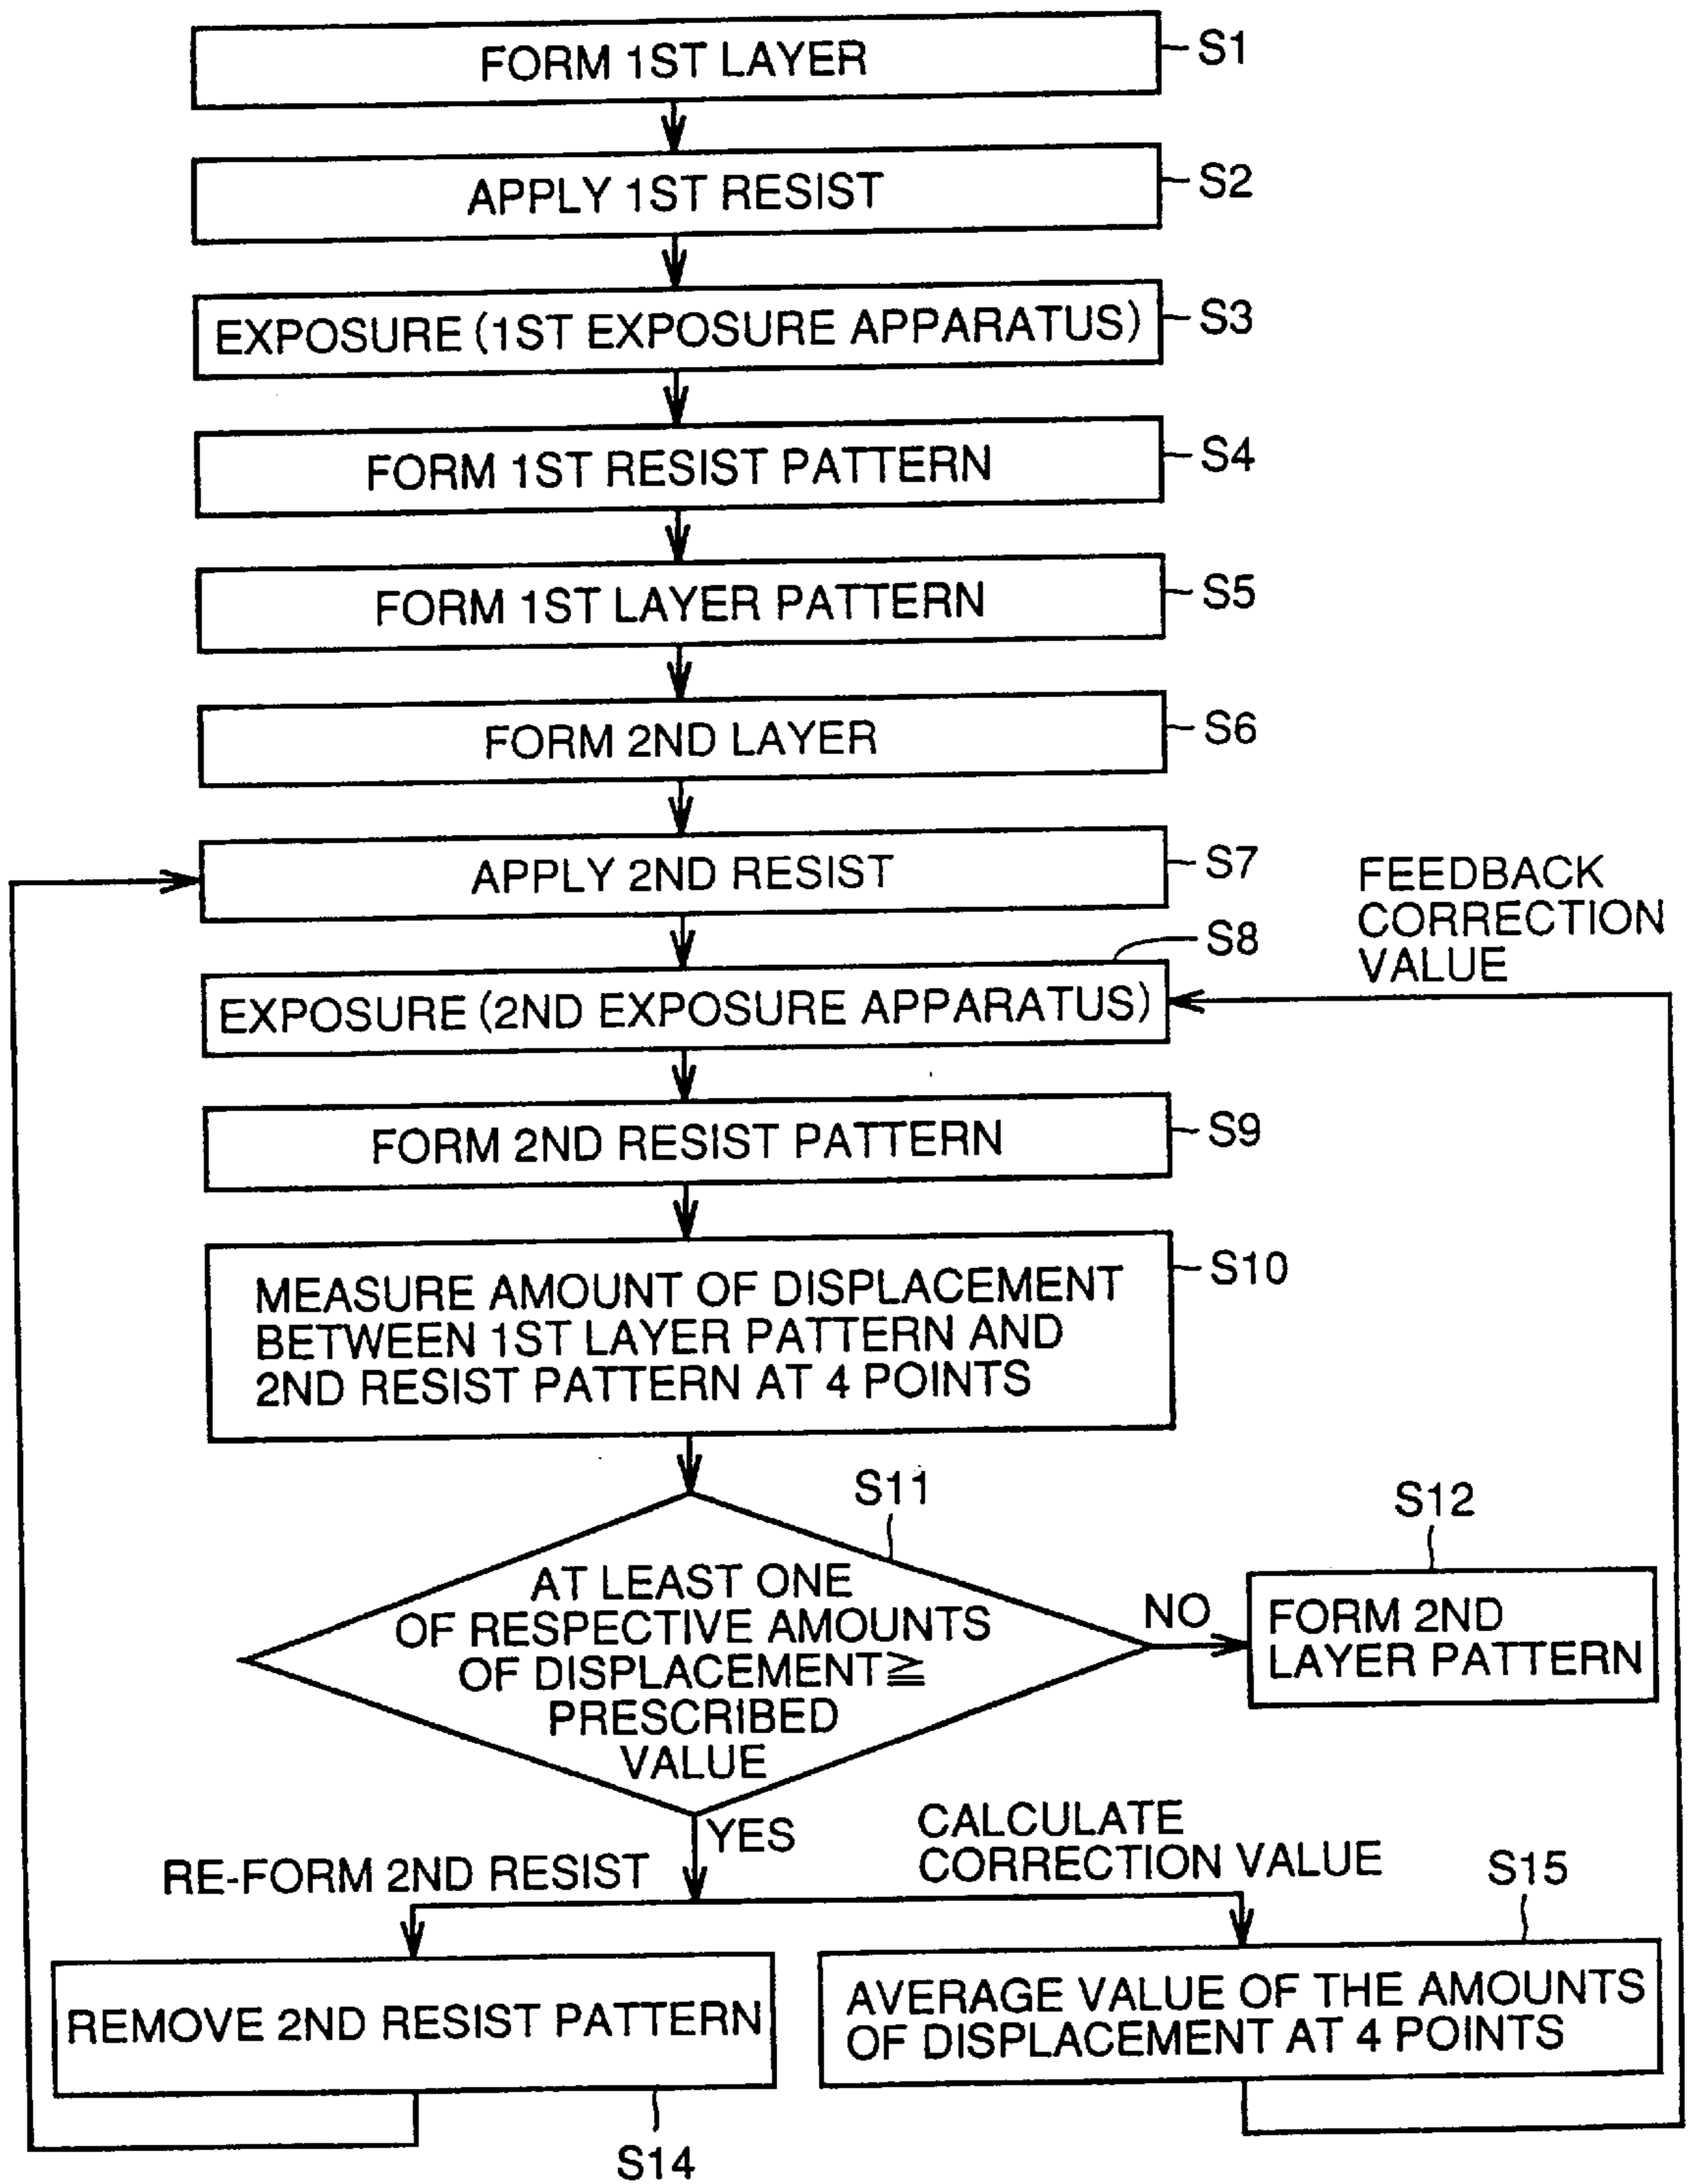 FORM 1ST LAYER
S1
APPLY 1ST RESIST
S2
EXPOSURE (1ST EXPOSURE APPARATUS)
S3
FORM 1ST RESIST PATTERN
S4
FORM 1ST LAYER PATTERN
S5
FORM 2ND LAYER
S6
APPLY 2ND RESIST
S7
FEEDBACK
CORRECTION
VALUE
S8
EXPOSURE (2ND EXPOSURE APPARATUS)
FORM 2ND RESIST PATTERN
S9
MEASURE AMOUNT OF DISPLACEMENT
BETWEEN 1ST LAYER PATTERN AND
2ND RESIST PATTERN AT 4 POINTS
S10
S11
AT LEAST ONE
OF RESPECTIVE AMOUNTS
OF DISPLACEMENT≧
PRESCRIBED
VALUE
NO
S12
FORM 2ND
LAYER PATTERN
YES
RE-FORM 2ND RESIST
CALCULATE
CORRECTION VALUE
S15
REMOVE 2ND RESIST PATTERN
S14
AVERAGE VALUE OF THE AMOUNTS
OF DISPLACEMENT AT 4 POINTS